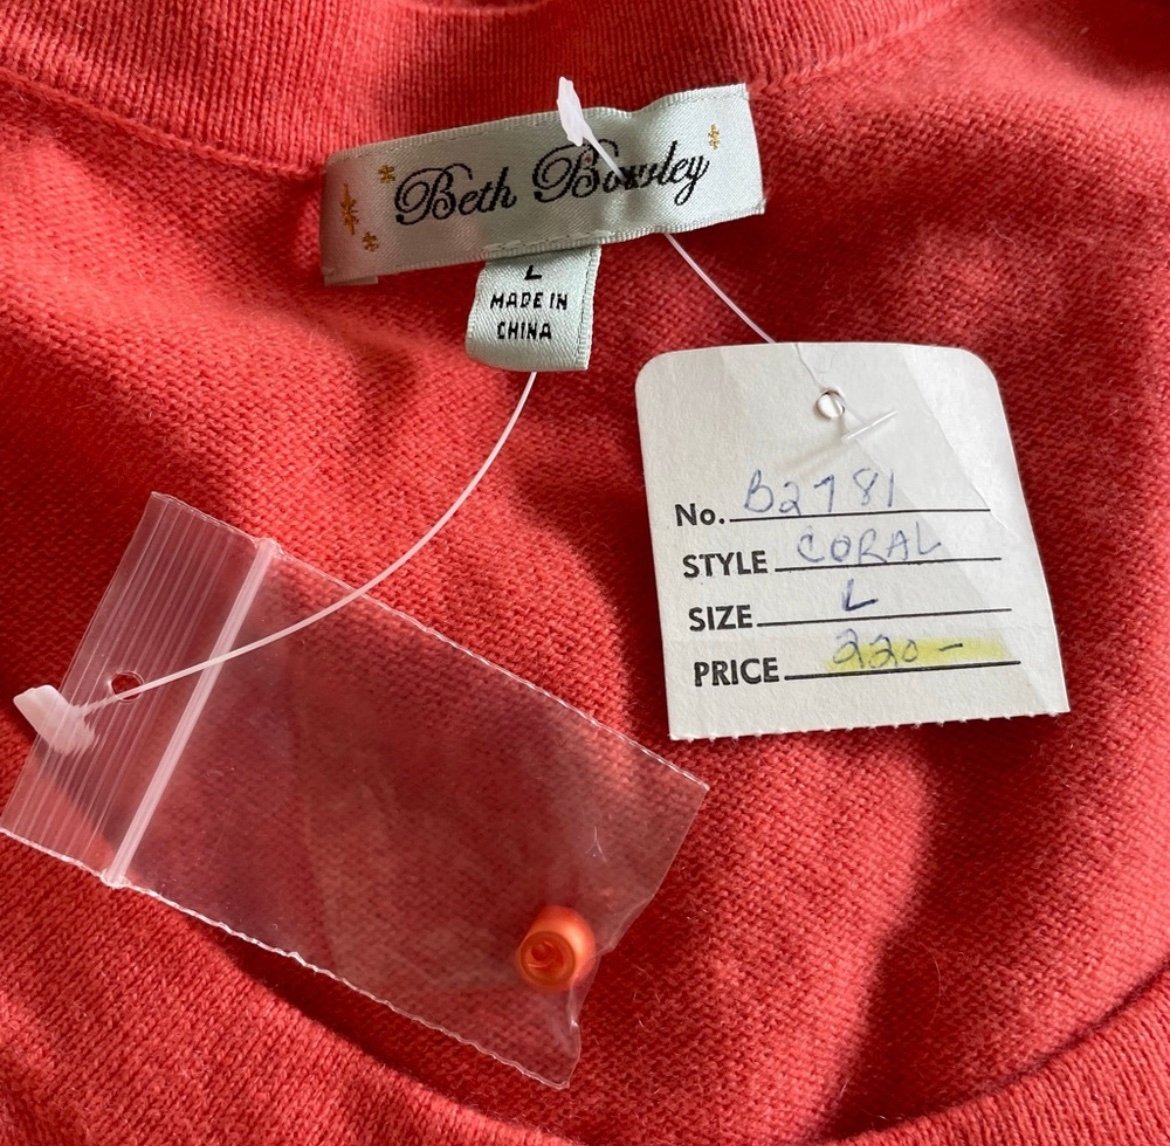 Beth Bowley
L
MADE IN
CHINA
No. B2781
STYLE CORAL
SIZE L
PRICE 220-